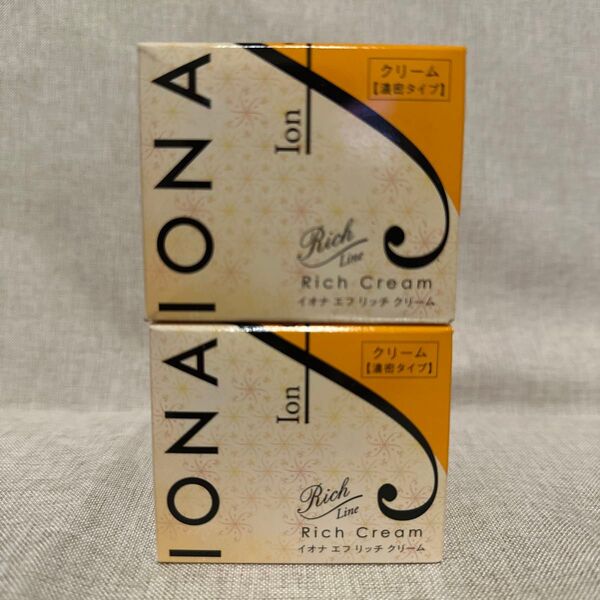 IONA
Ion
クリーム
【濃密タイプ】
Rich
Line
Rich Cream
イオナ エフ リッチ クリーム
IONA
Ion
クリーム
【濃密タイプ】
Rich
Line
Rich Cream
イオナ エフ リッチ クリーム